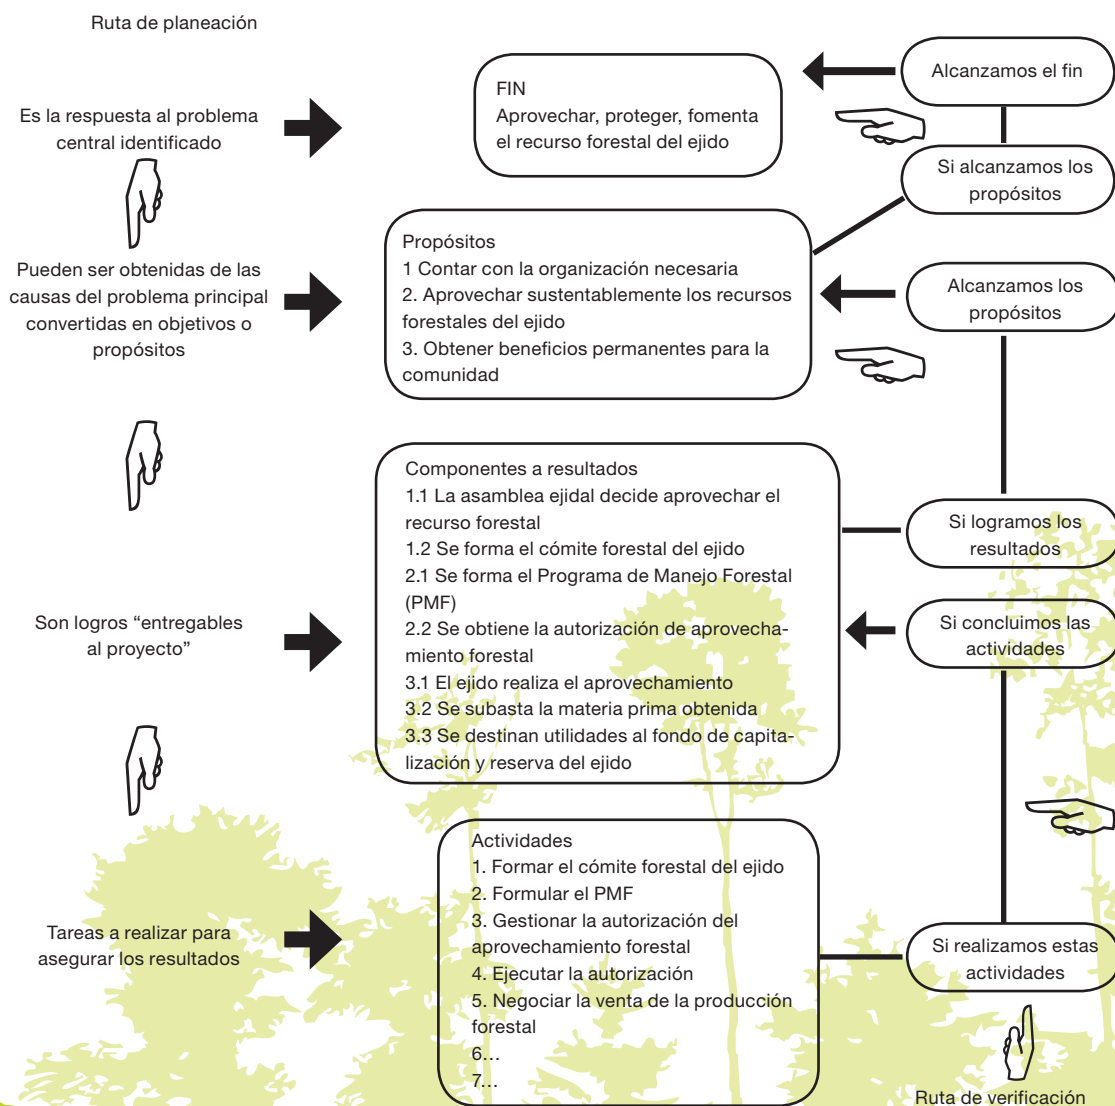 Ruta de planeación
Es la respuesta al problema
central identificado
FIN
Aprovechar, proteger, fomenta
el recurso forestal del ejido
Alcanzamos el fin
Si alcanzamos los
propósitos
Pueden ser obtenidas de las
causas del problema principal
convertidas en objetivos o
propósitos
Propósitos
1 Contar con la organización necesaria
2. Aprovechar sustentablemente los recursos
forestales del ejido
3. Obtener beneficios permanentes para la
comunidad
Alcanzamos los
propósitos
Son logros “entregables
al proyecto”
Componentes a resultados
1.1 La asamblea ejidal decide aprovechar el
recurso forestal
1.2 Se forma el cómite forestal del ejido
2.1 Se forma el Programa de Manejo Forestal
(PMF)
2.2 Se obtiene la autorización de aprovecha-
miento forestal
3.1 El ejido realiza el aprovechamiento
3.2 Se subasta la materia prima obtenida
3.3 Se destinan utilidades al fondo de capita-
lización y reserva del ejido
Si logramos los
resultados
Si concluimos las
actividades
Tareas a realizar para
asegurar los resultados
Actividades
1. Formar el cómite forestal del ejido
2. Formular el PMF
3. Gestionar la autorización del
aprovechamiento forestal
4. Ejecutar la autorización
5. Negociar la venta de la producción
forestal
6...
7...
Si realizamos estas
actividades
Ruta de verificación